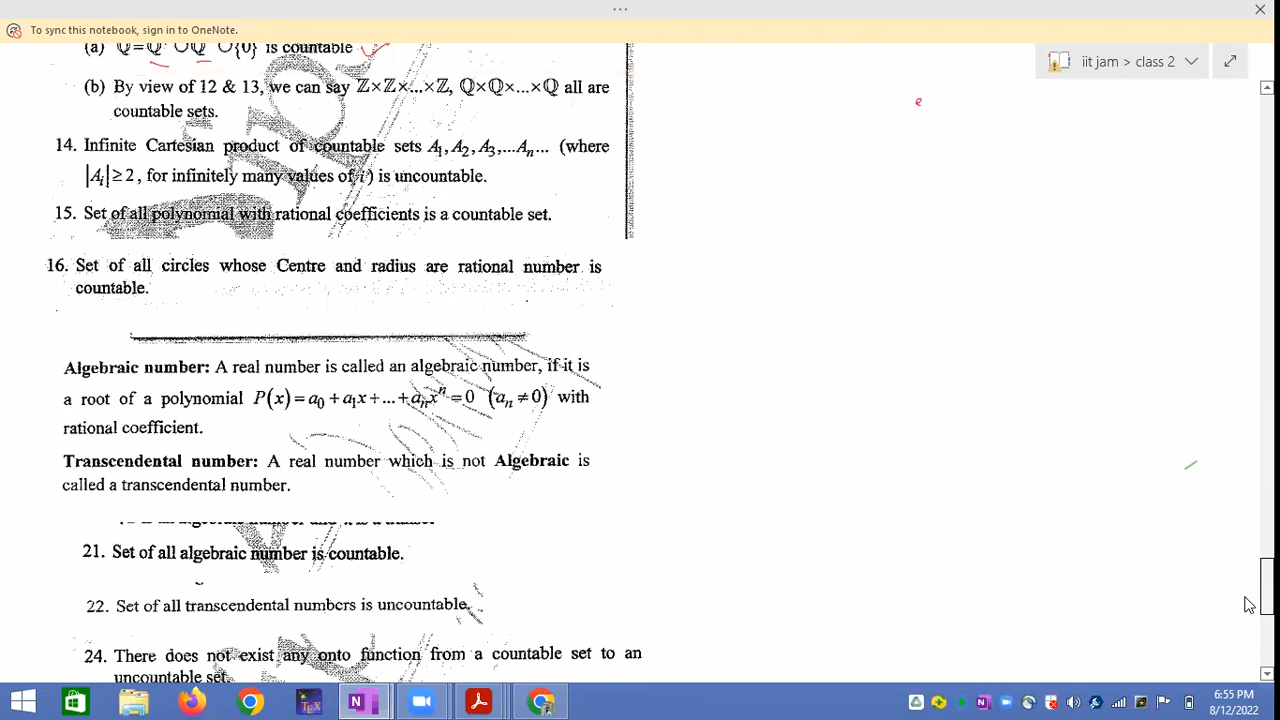 To sync this notebook, sign in to OneNote.
iit jam > class 2
(a) ℚ=ℚ ∪ℚ ∪{0} is countable
(b) By view of 12 & 13, we can say ℤ×ℤ×...×ℤ, ℚ×ℚ×...×ℚ all are
countable sets.
14. Infinite Cartesian product of countable sets A₁, A₂, A₃,...Aₙ... (where
|Aᵢ| ≥ 2, for infinitely many values of i) is uncountable.
15. Set of all polynomial with rational coefficients is a countable set.
16. Set of all circles whose Centre and radius are rational number is
countable.
Algebraic number: A real number is called an algebraic number, if it is
a root of a polynomial P(x) = a₀ + a₁x + ... + aₙxⁿ = 0 (aₙ ≠ 0) with
rational coefficient.
Transcendental number: A real number which is not Algebraic is
called a transcendental number.
21. Set of all algebraic number is countable.
22. Set of all transcendental numbers is uncountable.
24. There does not exist any onto function from a countable set to an
uncountable set.
6:55 PM
8/12/2022